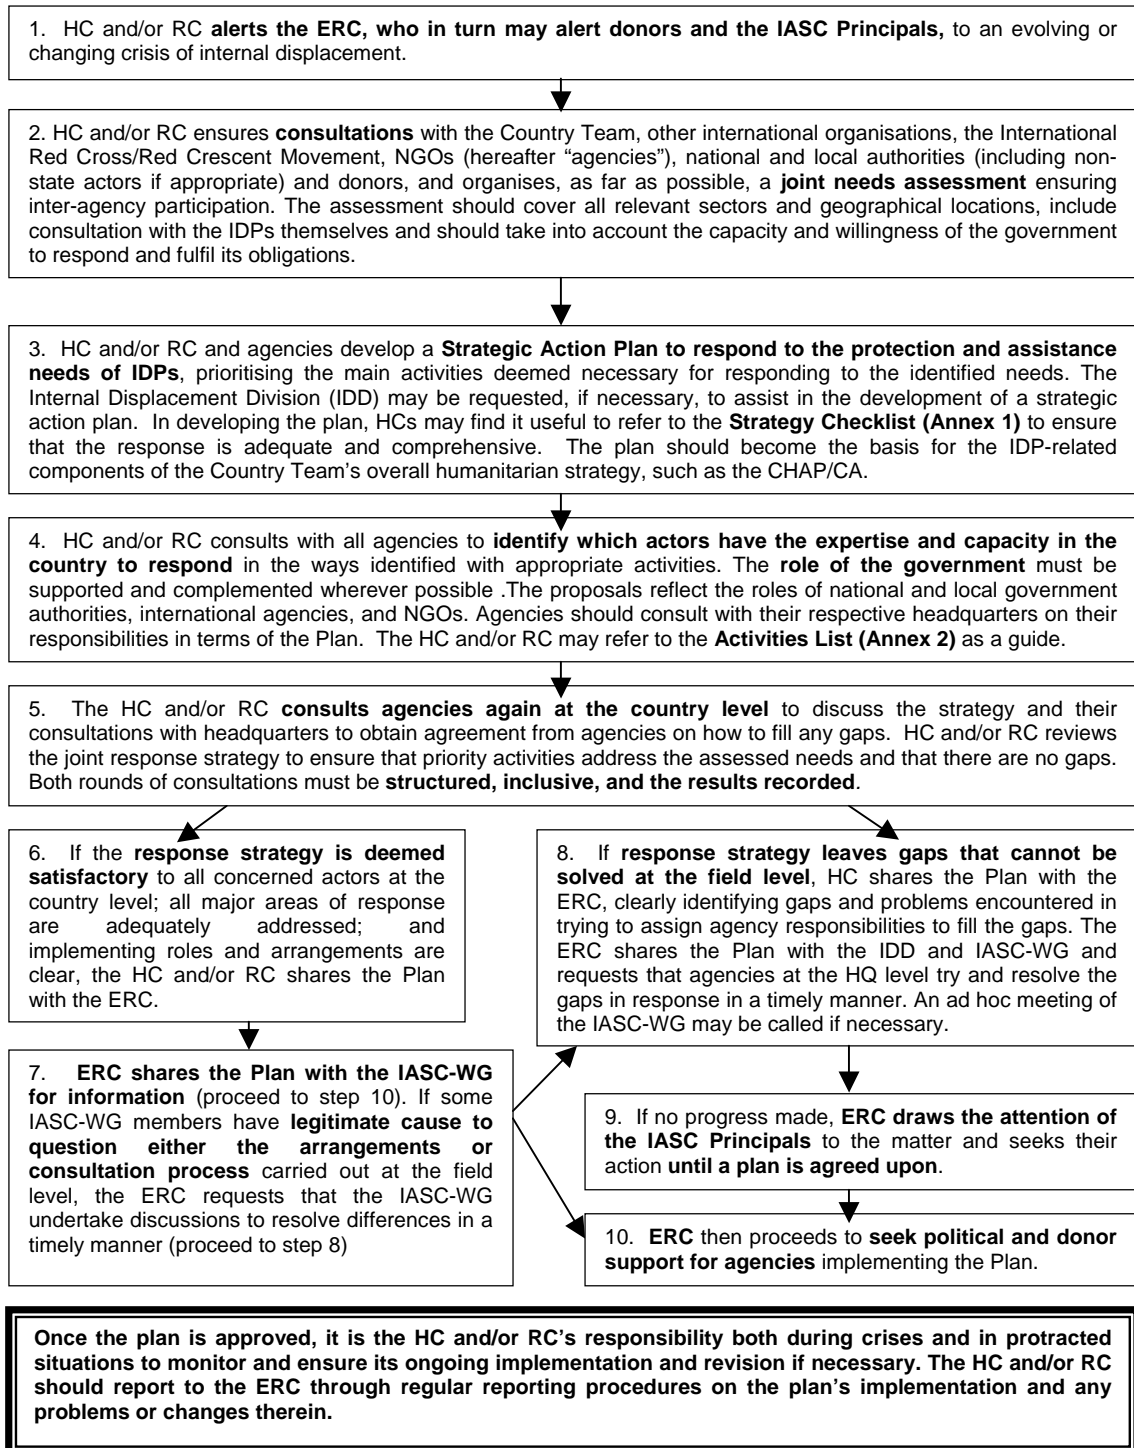 1. HC and/or RC alerts the ERC, who in turn may alert donors and the IASC Principals, to an evolving or
changing crisis of internal displacement.
2. HC and/or RC ensures consultations with the Country Team, other international organisations, the International
Red Cross/Red Crescent Movement, NGOs (hereafter “agencies”), national and local authorities (including non-
state actors if appropriate) and donors, and organises, as far as possible, a joint needs assessment ensuring
inter-agency participation. The assessment should cover all relevant sectors and geographical locations, include
consultation with the IDPs themselves and should take into account the capacity and willingness of the government
to respond and fulfil its obligations.
3. HC and/or RC and agencies develop a Strategic Action Plan to respond to the protection and assistance
needs of IDPs, prioritising the main activities deemed necessary for responding to the identified needs. The
Internal Displacement Division (IDD) may be requested, if necessary, to assist in the development of a strategic
action plan. In developing the plan, HCs may find it useful to refer to the Strategy Checklist (Annex 1) to ensure
that the response is adequate and comprehensive. The plan should become the basis for the IDP-related
components of the Country Team’s overall humanitarian strategy, such as the CHAP/CA.
4. HC and/or RC consults with all agencies to identify which actors have the expertise and capacity in the
country to respond in the ways identified with appropriate activities. The role of the government must be
supported and complemented wherever possible .The proposals reflect the roles of national and local government
authorities, international agencies, and NGOs. Agencies should consult with their respective headquarters on their
responsibilities in terms of the Plan. The HC and/or RC may refer to the Activities List (Annex 2) as a guide.
5. The HC and/or RC consults agencies again at the country level to discuss the strategy and their
consultations with headquarters to obtain agreement from agencies on how to fill any gaps. HC and/or RC reviews
the joint response strategy to ensure that priority activities address the assessed needs and that there are no gaps.
Both rounds of consultations must be structured, inclusive, and the results recorded.
6. If the response strategy is deemed
satisfactory to all concerned actors at the
country level; all major areas of response
are adequately addressed; and
implementing roles and arrangements are
clear, the HC and/or RC shares the Plan
with the ERC.
7. ERC shares the Plan with the IASC-WG
for information (proceed to step 10). If some
IASC-WG members have legitimate cause to
question either the arrangements or
consultation process carried out at the field
level, the ERC requests that the IASC-WG
undertake discussions to resolve differences in a
timely manner (proceed to step 8)
8. If response strategy leaves gaps that cannot be
solved at the field level, HC shares the Plan with the
ERC, clearly identifying gaps and problems encountered in
trying to assign agency responsibilities to fill the gaps. The
ERC shares the Plan with the IDD and IASC-WG and
requests that agencies at the HQ level try and resolve the
gaps in response in a timely manner. An ad hoc meeting of
the IASC-WG may be called if necessary.
9. If no progress made, ERC draws the attention of
the IASC Principals to the matter and seeks their
action until a plan is agreed upon.
10. ERC then proceeds to seek political and donor
support for agencies implementing the Plan.
Once the plan is approved, it is the HC and/or RC’s responsibility both during crises and in protracted
situations to monitor and ensure its ongoing implementation and revision if necessary. The HC and/or RC
should report to the ERC through regular reporting procedures on the plan’s implementation and any
problems or changes therein.